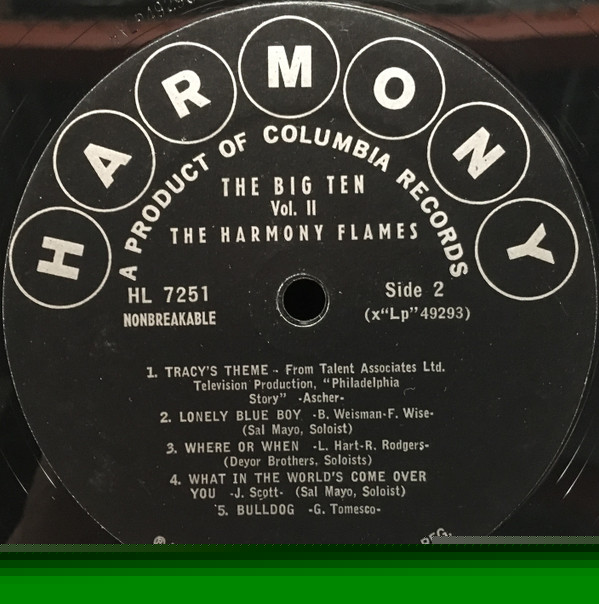 HARMONY
A PRODUCT OF COLUMBIA RECORDS
THE BIG TEN
Vol. II
THE HARMONY FLAMES
HL 7251
NONBREAKABLE
Side 2
(x“Lp”49293)
1. TRACY'S THEME - From Talent Associates Ltd.
Television Production, “Philadelphia
Story” -Ascher-
2. LONELY BLUE BOY -B. Weisman-F. Wise-
(Sal Mayo, Soloist)
3. WHERE OR WHEN -L. Hart-R. Rodgers-
(Deyor Brothers, Soloists)
4. WHAT IN THE WORLD'S COME OVER
YOU -J. Scott- (Sal Mayo, Soloist)
5. BULLDOG -G. Tomesco-
REG.